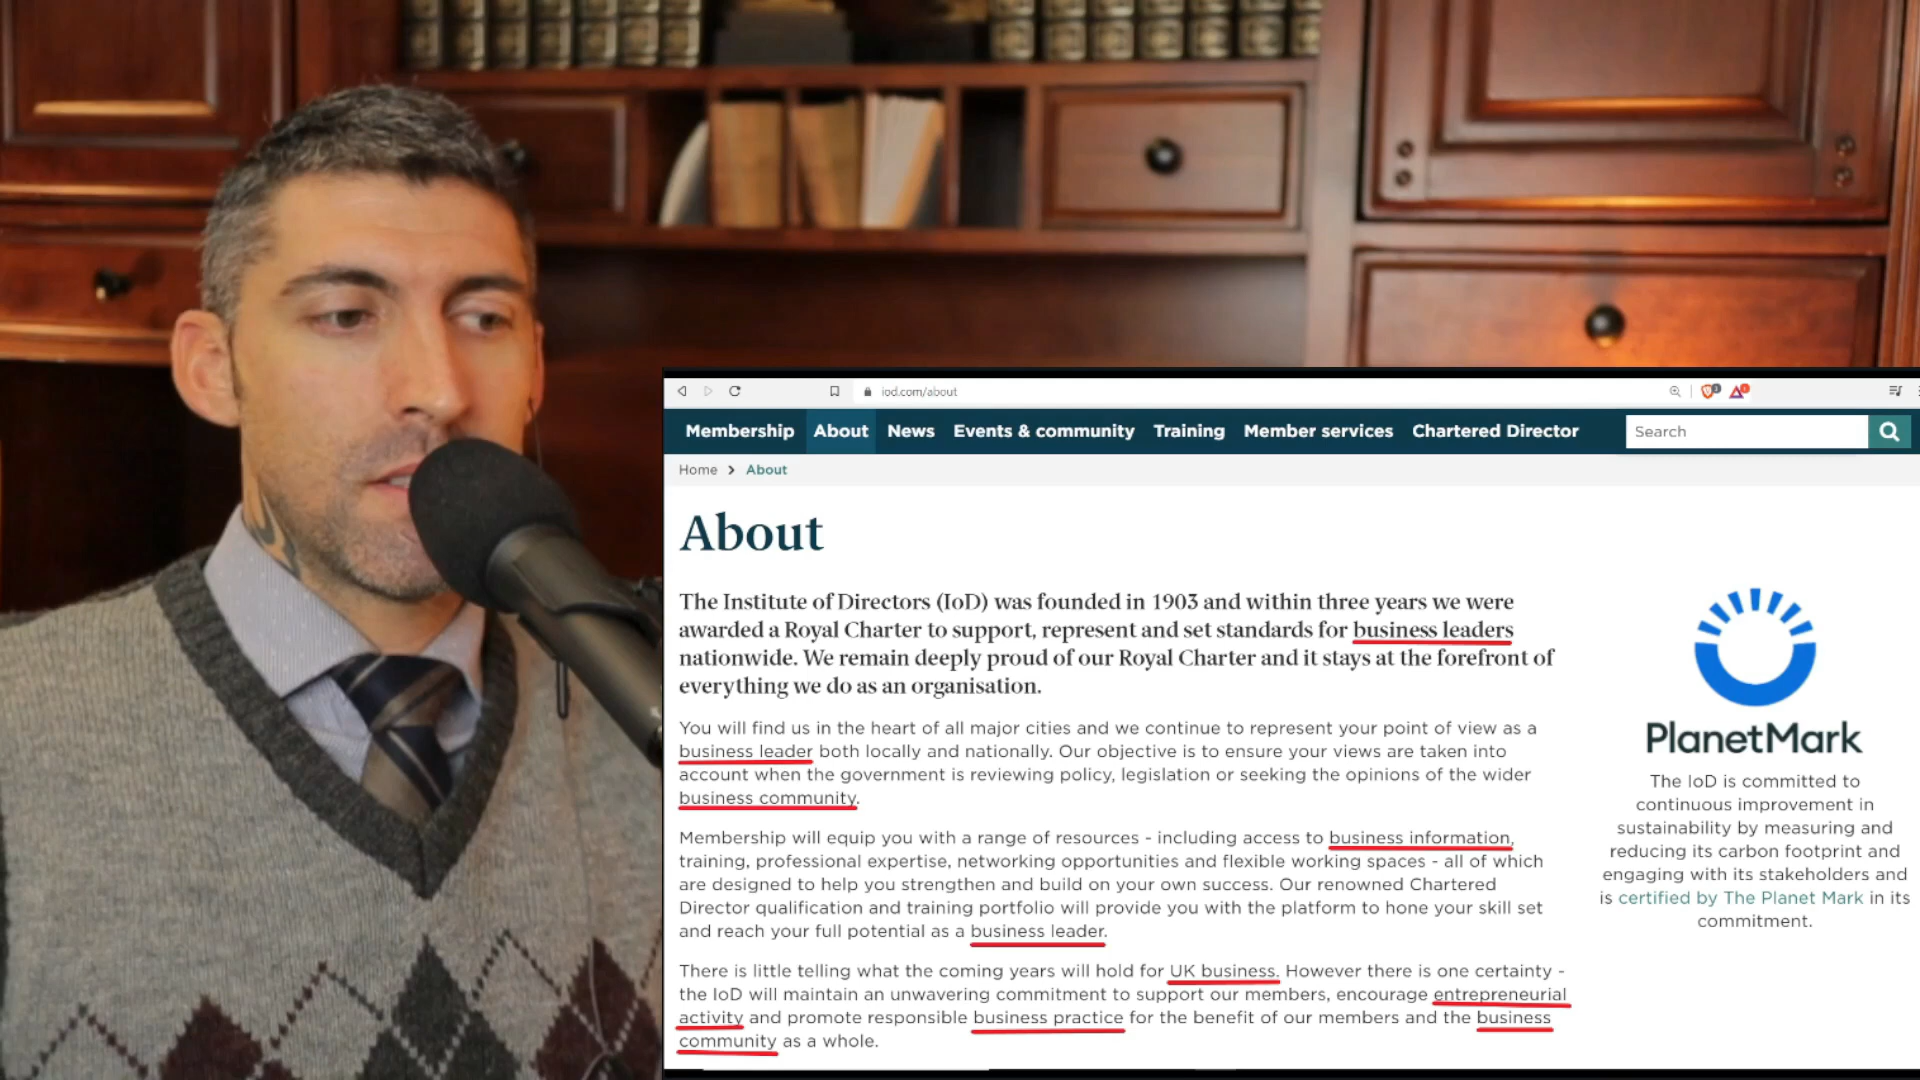 iod.com/about
Membership About News Events & community Training Member services Chartered Director Search
Home > About
About
The Institute of Directors (IoD) was founded in 1903 and within three years we were
awarded a Royal Charter to support, represent and set standards for business leaders
nationwide. We remain deeply proud of our Royal Charter and it stays at the forefront of
everything we do as an organisation.
You will find us in the heart of all major cities and we continue to represent your point of view as a
business leader both locally and nationally. Our objective is to ensure your views are taken into
account when the government is reviewing policy, legislation or seeking the opinions of the wider
business community.
Membership will equip you with a range of resources - including access to business information,
training, professional expertise, networking opportunities and flexible working spaces - all of which
are designed to help you strengthen and build on your own success. Our renowned Chartered
Director qualification and training portfolio will provide you with the platform to hone your skill set
and reach your full potential as a business leader.
There is little telling what the coming years will hold for UK business. However there is one certainty -
the IoD will maintain an unwavering commitment to support our members, encourage entrepreneurial
activity and promote responsible business practice for the benefit of our members and the business
community as a whole.
PlanetMark
The IoD is committed to
continuous improvement in
sustainability by measuring and
reducing its carbon footprint and
engaging with its stakeholders and
is certified by The Planet Mark in its
commitment.